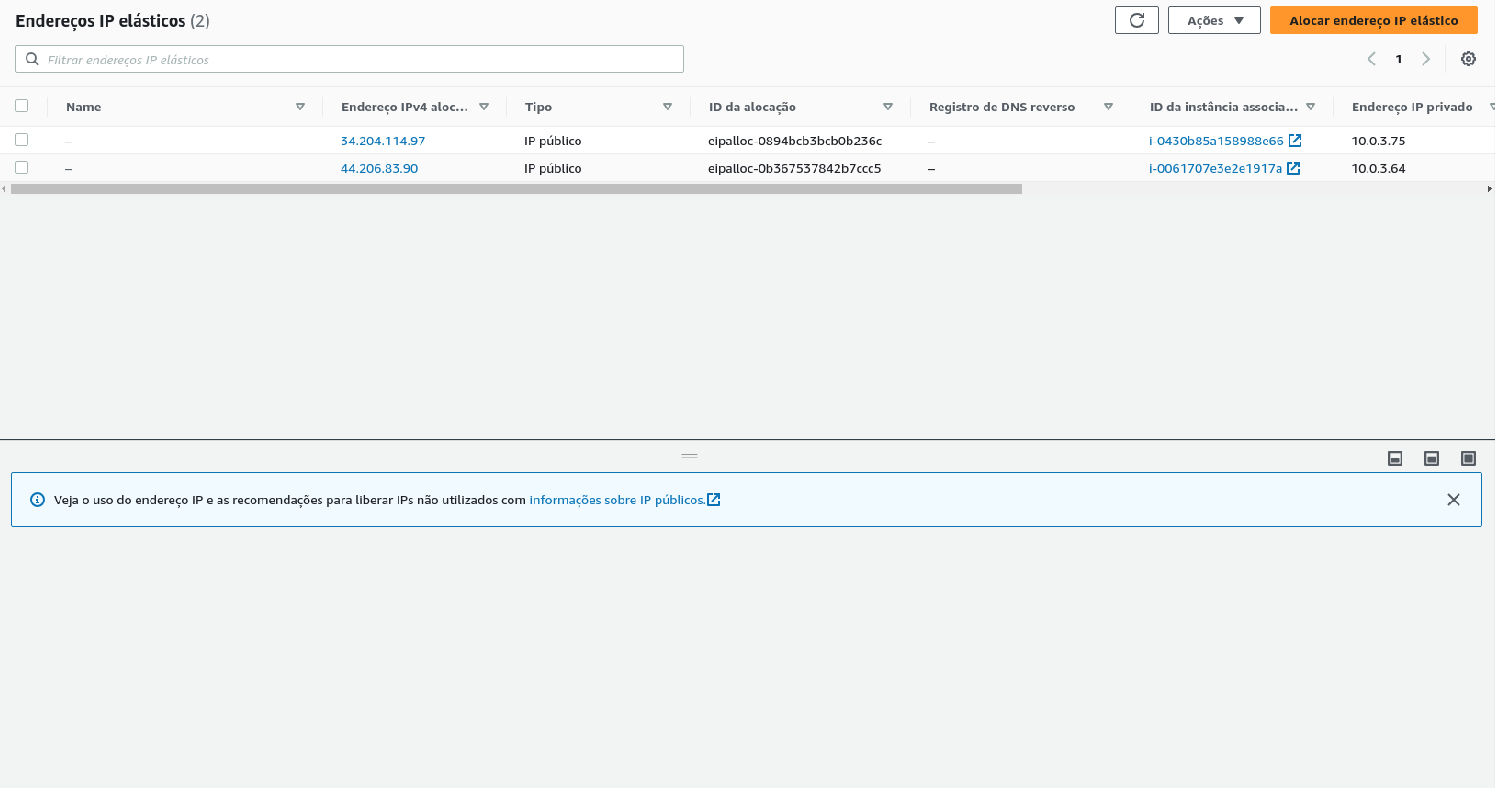 Endereços IP elásticos (2)
Ações
Alocar endereço IP elástico
Filtrar endereços IP elásticos
1
Name Endereço IPv4 aloc... Tipo ID da alocação Registro de DNS reverso ID da instância associa... Endereço IP privado
– 34.204.114.97 IP público eipalloc-0894bcb3bcb0b236c – i-0430b85a158988e66 10.0.3.75
– 44.206.83.90 IP público eipalloc-0b367537842b7ccc5 – i-0061707e3e2e1917a 10.0.3.64
Veja o uso do endereço IP e as recomendações para liberar IPs não utilizados com informações sobre IP públicos.